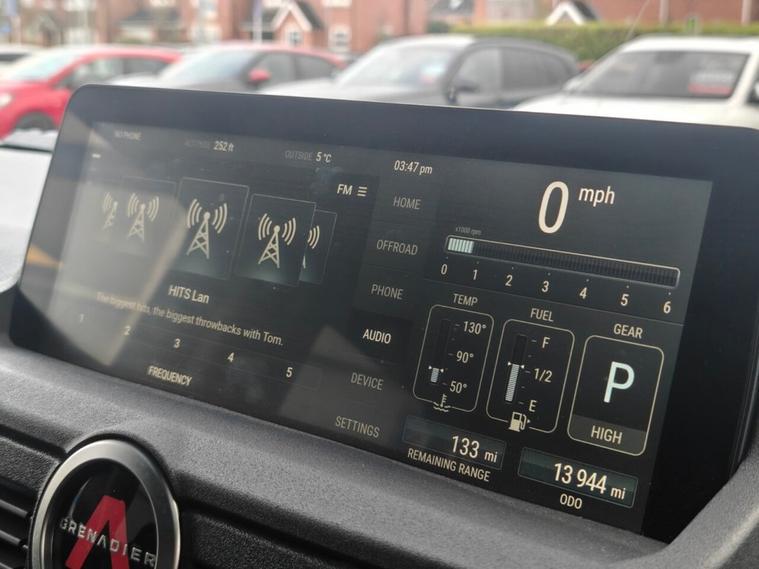 NO PHONE
ALTITUDE 252 ft
OUTSIDE 5 °C
03:47 pm
FM
HITS Lan
The biggest hits, the biggest throwbacks with Tom.
1 2 3 4 5
FREQUENCY
HOME
OFFROAD
PHONE
AUDIO
DEVICE
SETTINGS
0 mph
x1000 rpm
0 1 2 3 4 5 6
TEMP
130°
90°
50°
FUEL
F
1/2
E
GEAR
P
HIGH
133 mi
REMAINING RANGE
13 944 mi
ODO
GRENADIER